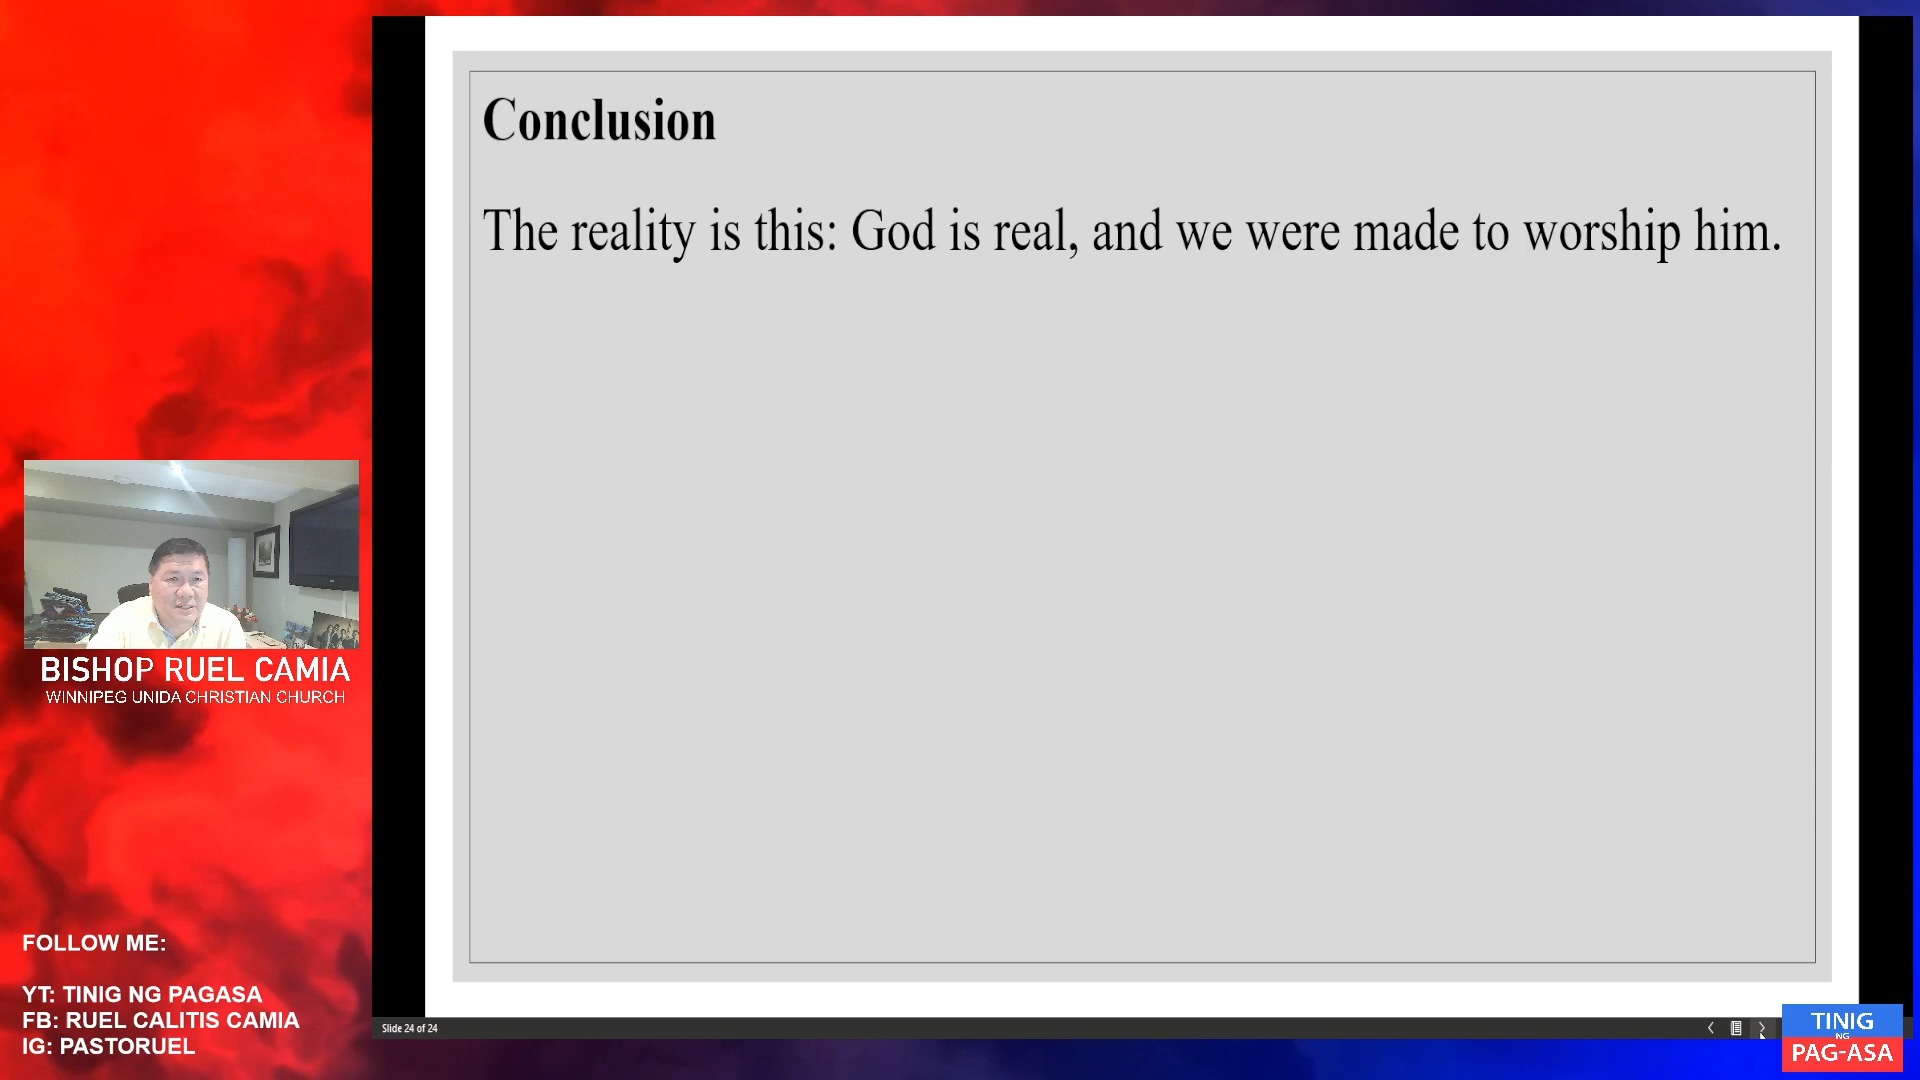 Conclusion
The reality is this: God is real, and we were made to worship him.
BISHOP RUEL CAMIA
WINNIPEG UNIDA CHRISTIAN CHURCH
FOLLOW ME:
YT: TINIG NG PAGASA
FB: RUEL CALITIS CAMIA
IG: PASTORUEL
Slide 24 of 24
TINIG
NG
PAG-ASA